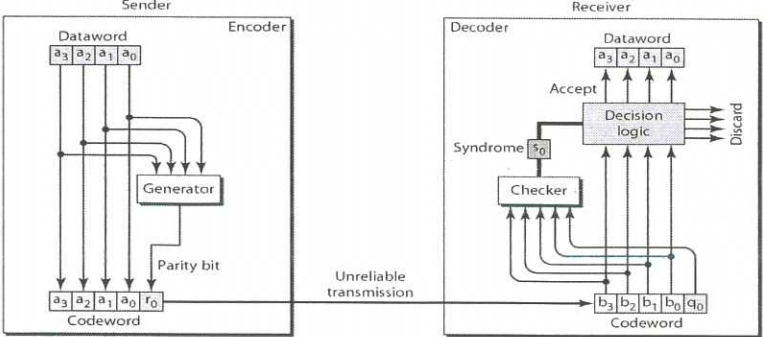 Sender
Encoder
Dataword
a3 a2 a1 a0
Generator
Parity bit
a3 a2 a1 a0 r0
Codeword
Unreliable
transmission
Receiver
Decoder
Dataword
a3 a2 a1 a0
Accept
Decision
logic
Discard
Syndrome s0
Checker
b3 b2 b1 b0 q0
Codeword